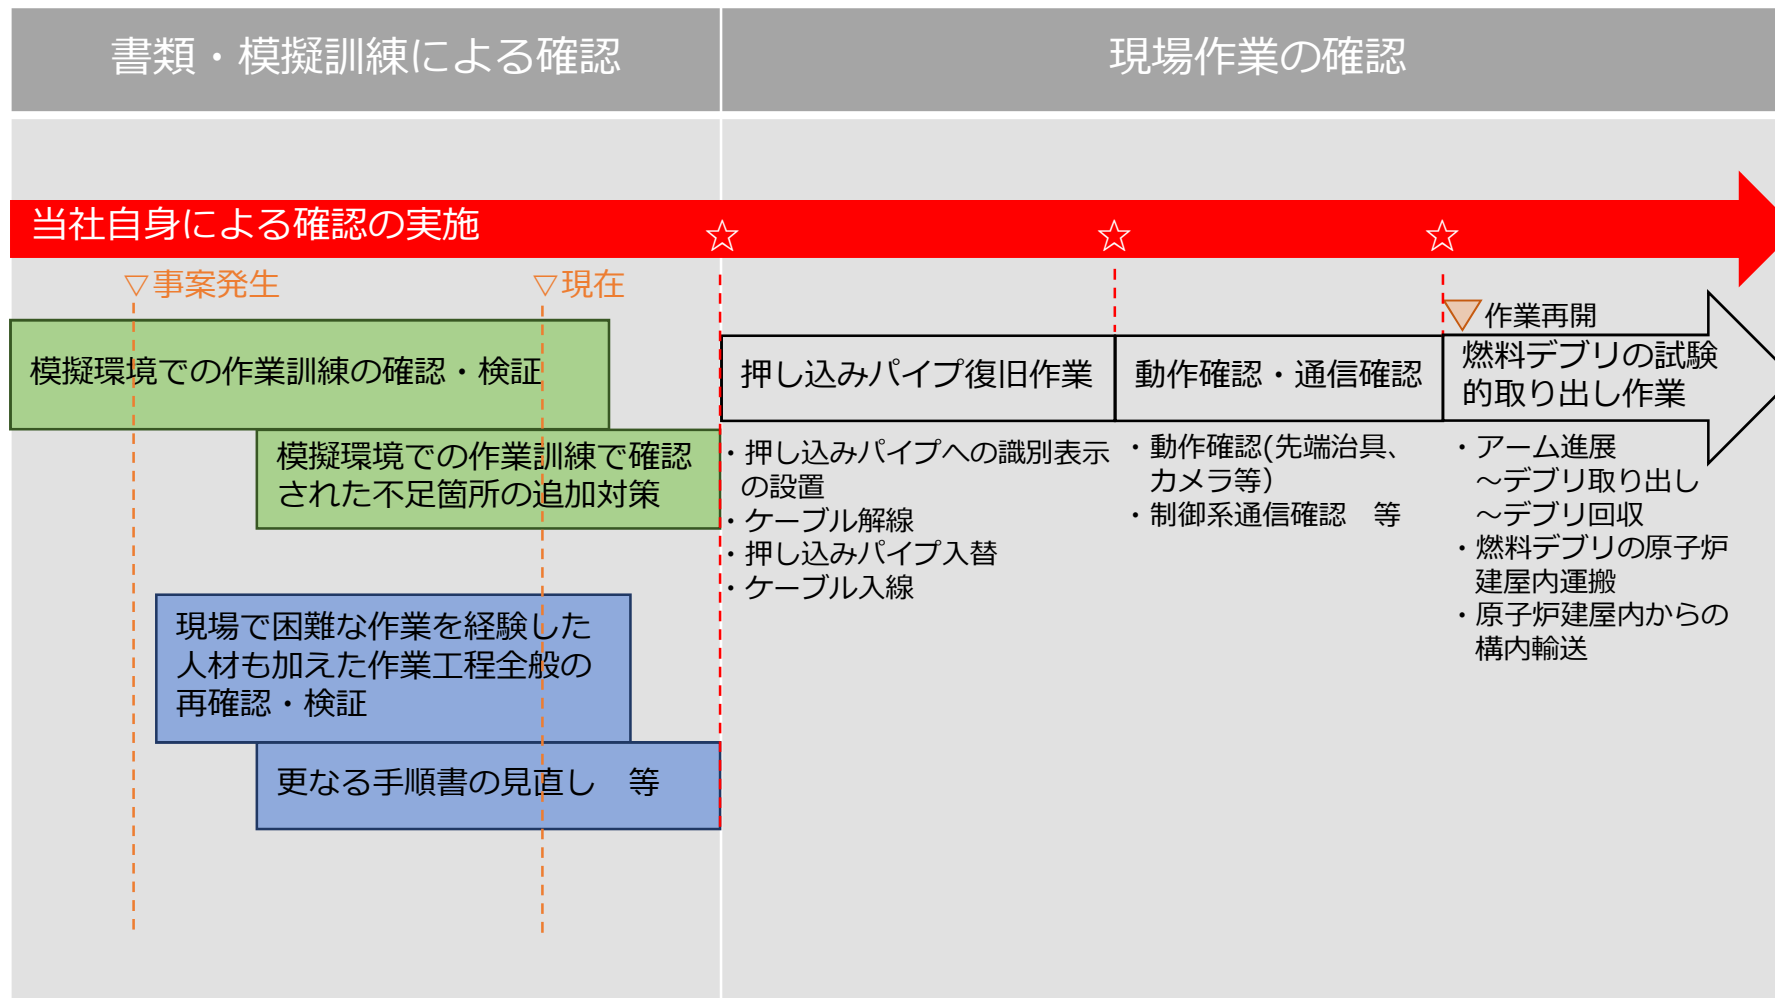 書類・模擬訓練による確認
現場作業の確認
当社自身による確認の実施
☆ ☆ ☆
▽事案発生
▽現在
▽作業再開
模擬環境での作業訓練の確認・検証
模擬環境での作業訓練で確認
された不足箇所の追加対策
現場で困難な作業を経験した
人材も加えた作業工程全般の
再確認・検証
更なる手順書の見直し　等
押し込みパイプ復旧作業
・押し込みパイプへの識別表示
の設置
・ケーブル解線
・押し込みパイプ入替
・ケーブル入線
動作確認・通信確認
・動作確認(先端治具、
カメラ等）
・制御系通信確認　等
燃料デブリの試験
的取り出し作業
・アーム進展
～デブリ取り出し
～デブリ回収
・燃料デブリの原子炉
建屋内運搬
・原子炉建屋内からの
構内輸送